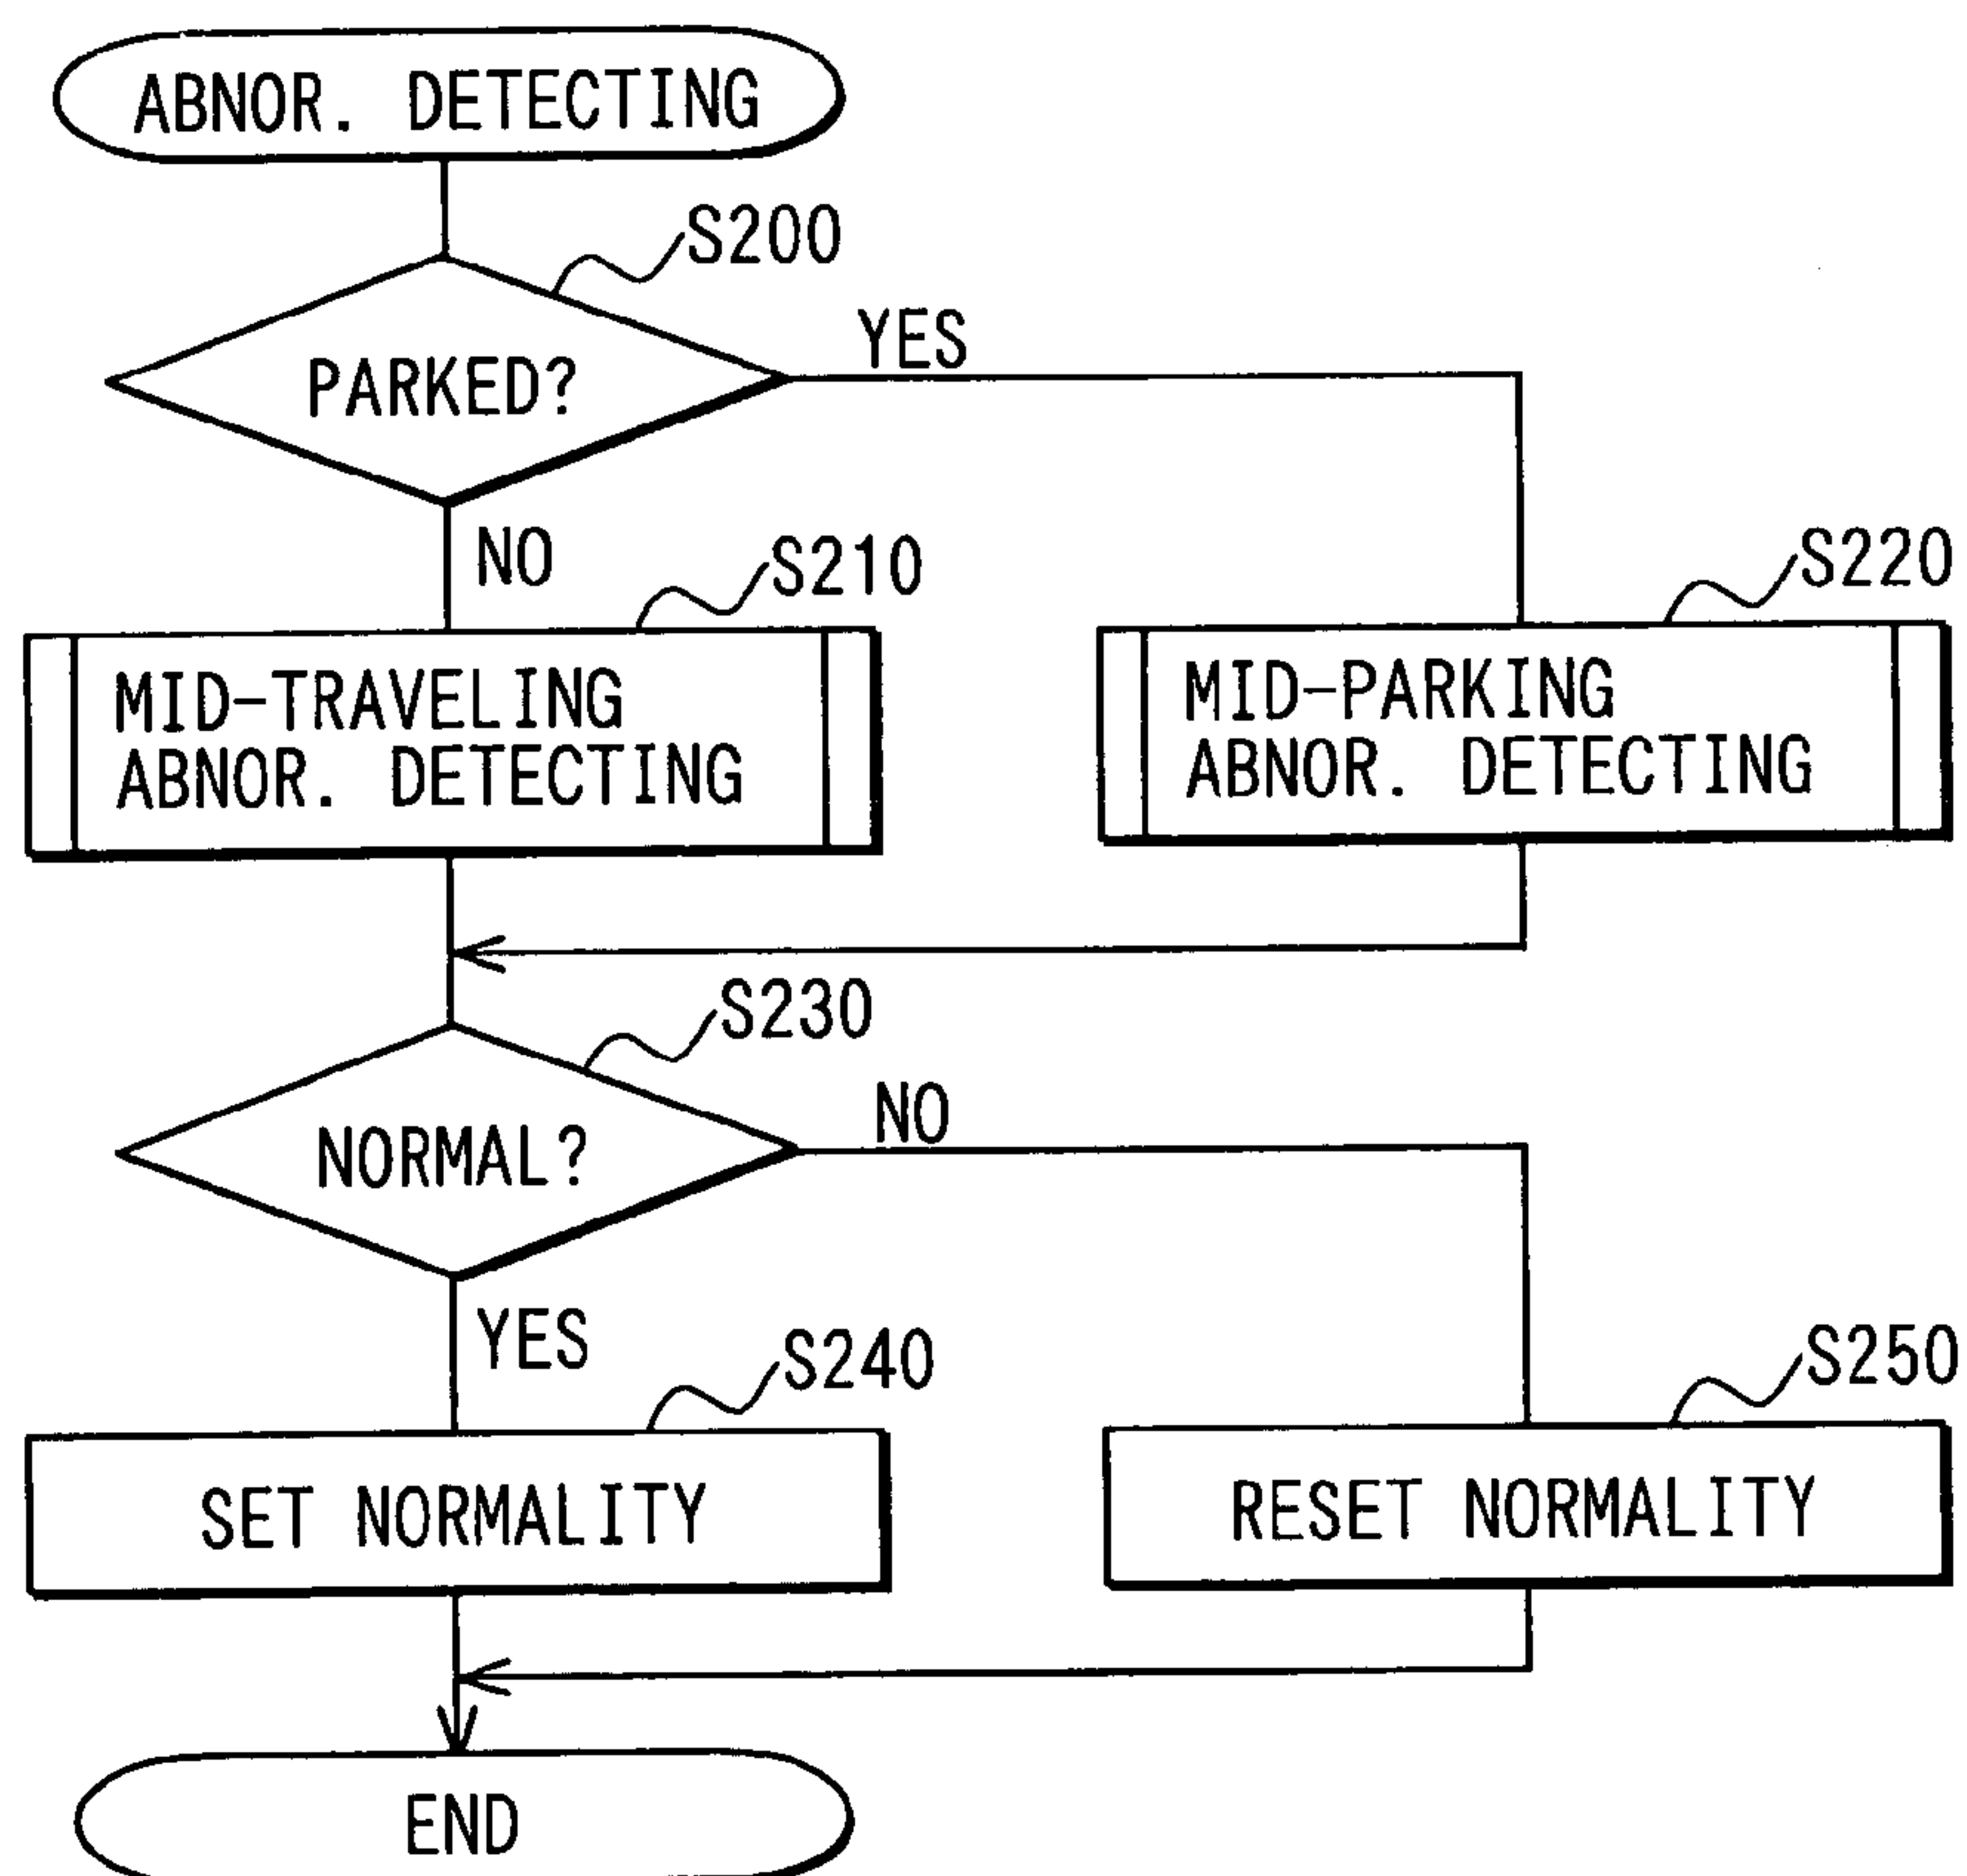 ABNOR. DETECTING
S200
PARKED?
YES
NO
S210
S220
MID-TRAVELING
ABNOR. DETECTING
MID-PARKING
ABNOR. DETECTING
S230
NORMAL?
NO
YES
S240
S250
SET NORMALITY
RESET NORMALITY
END